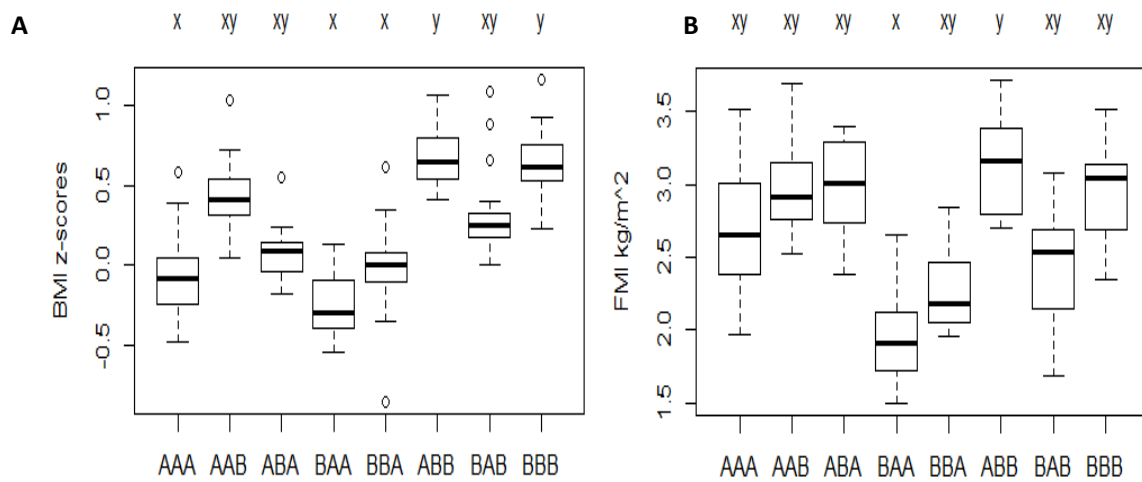 A
x xy xy x x y xy y
BMI z-scores
1.0
0.5
0.0
-0.5
AAA AAB ABA BAA BBA ABB BAB BBB
B
xy xy xy x xy y xy xy
FMI kg/m^2
3.5
3.0
2.5
2.0
1.5
AAA AAB ABA BAA BBA ABB BAB BBB